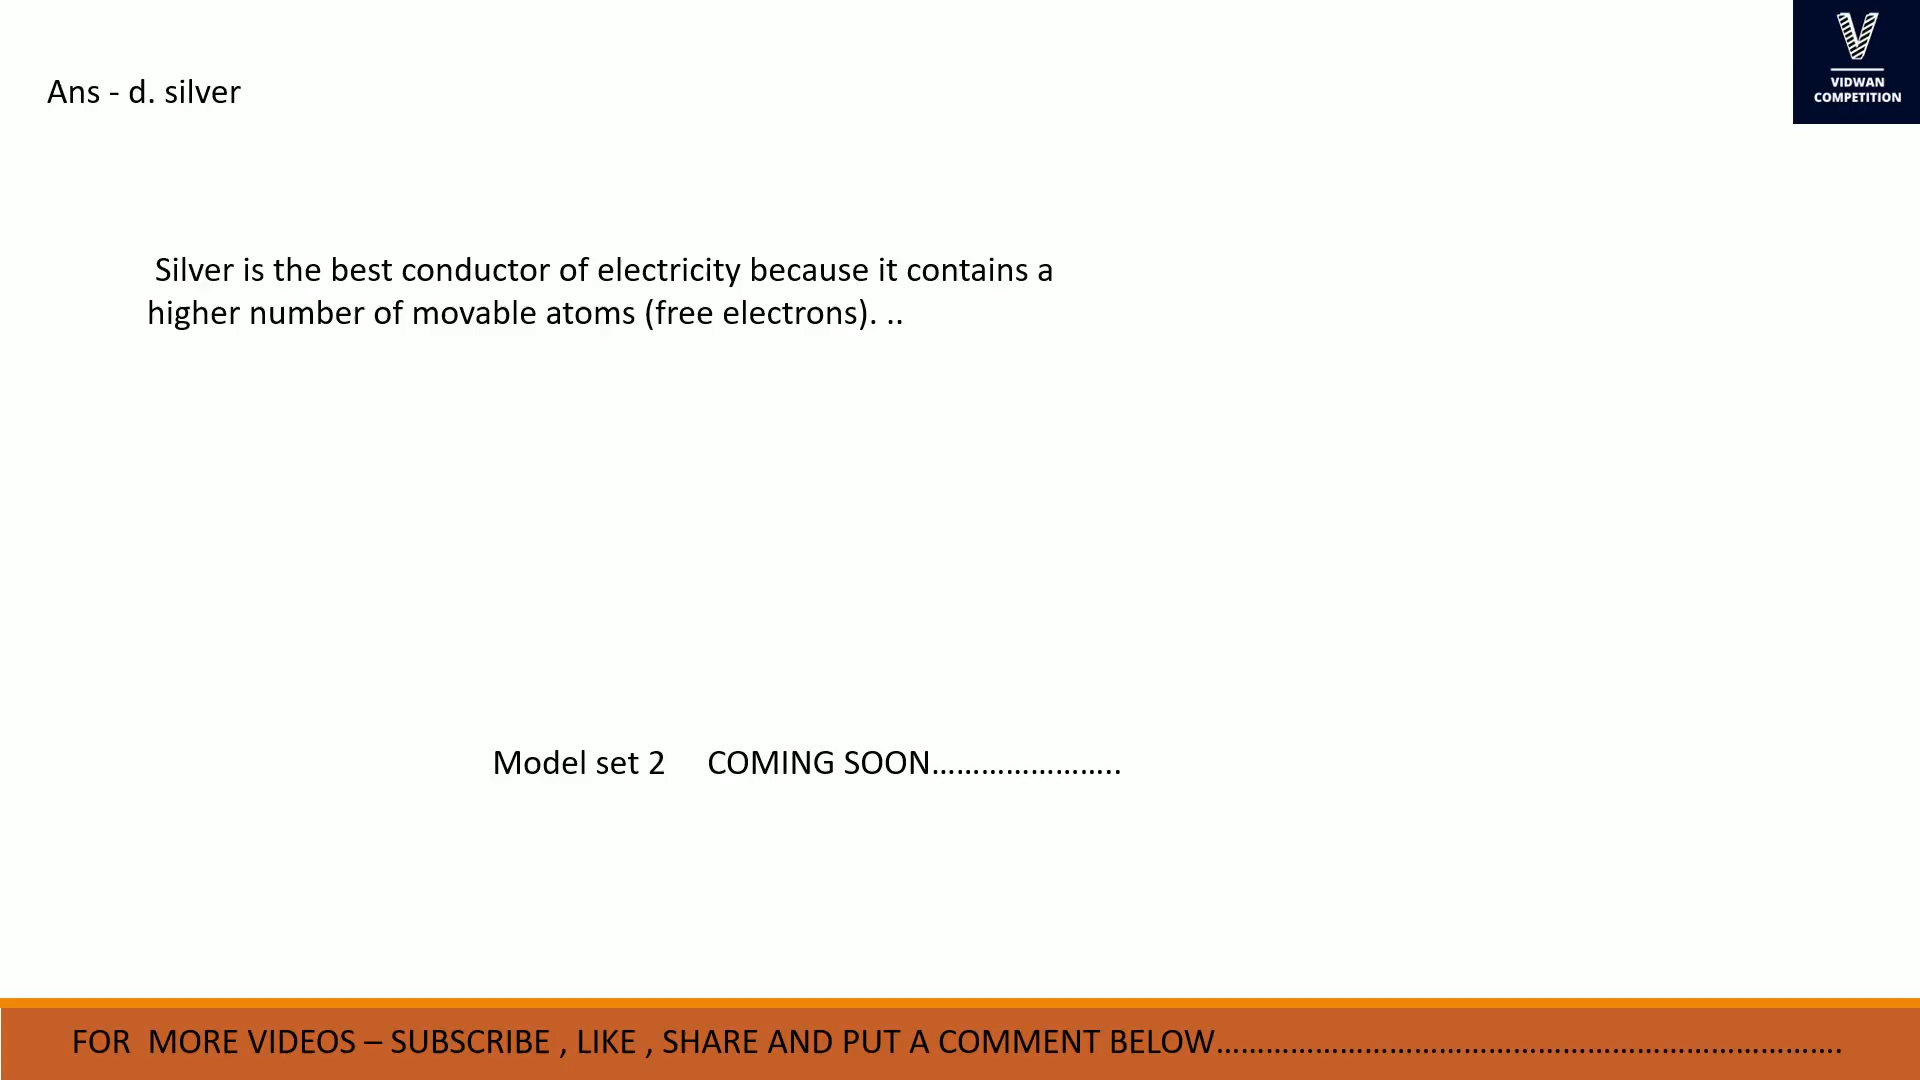 V
VIDWAN
COMPETITION
Ans - d. silver
Silver is the best conductor of electricity because it contains a
higher number of movable atoms (free electrons). ..
Model set 2 COMING SOON…………………..
FOR MORE VIDEOS – SUBSCRIBE , LIKE , SHARE AND PUT A COMMENT BELOW………………………………………………………………….